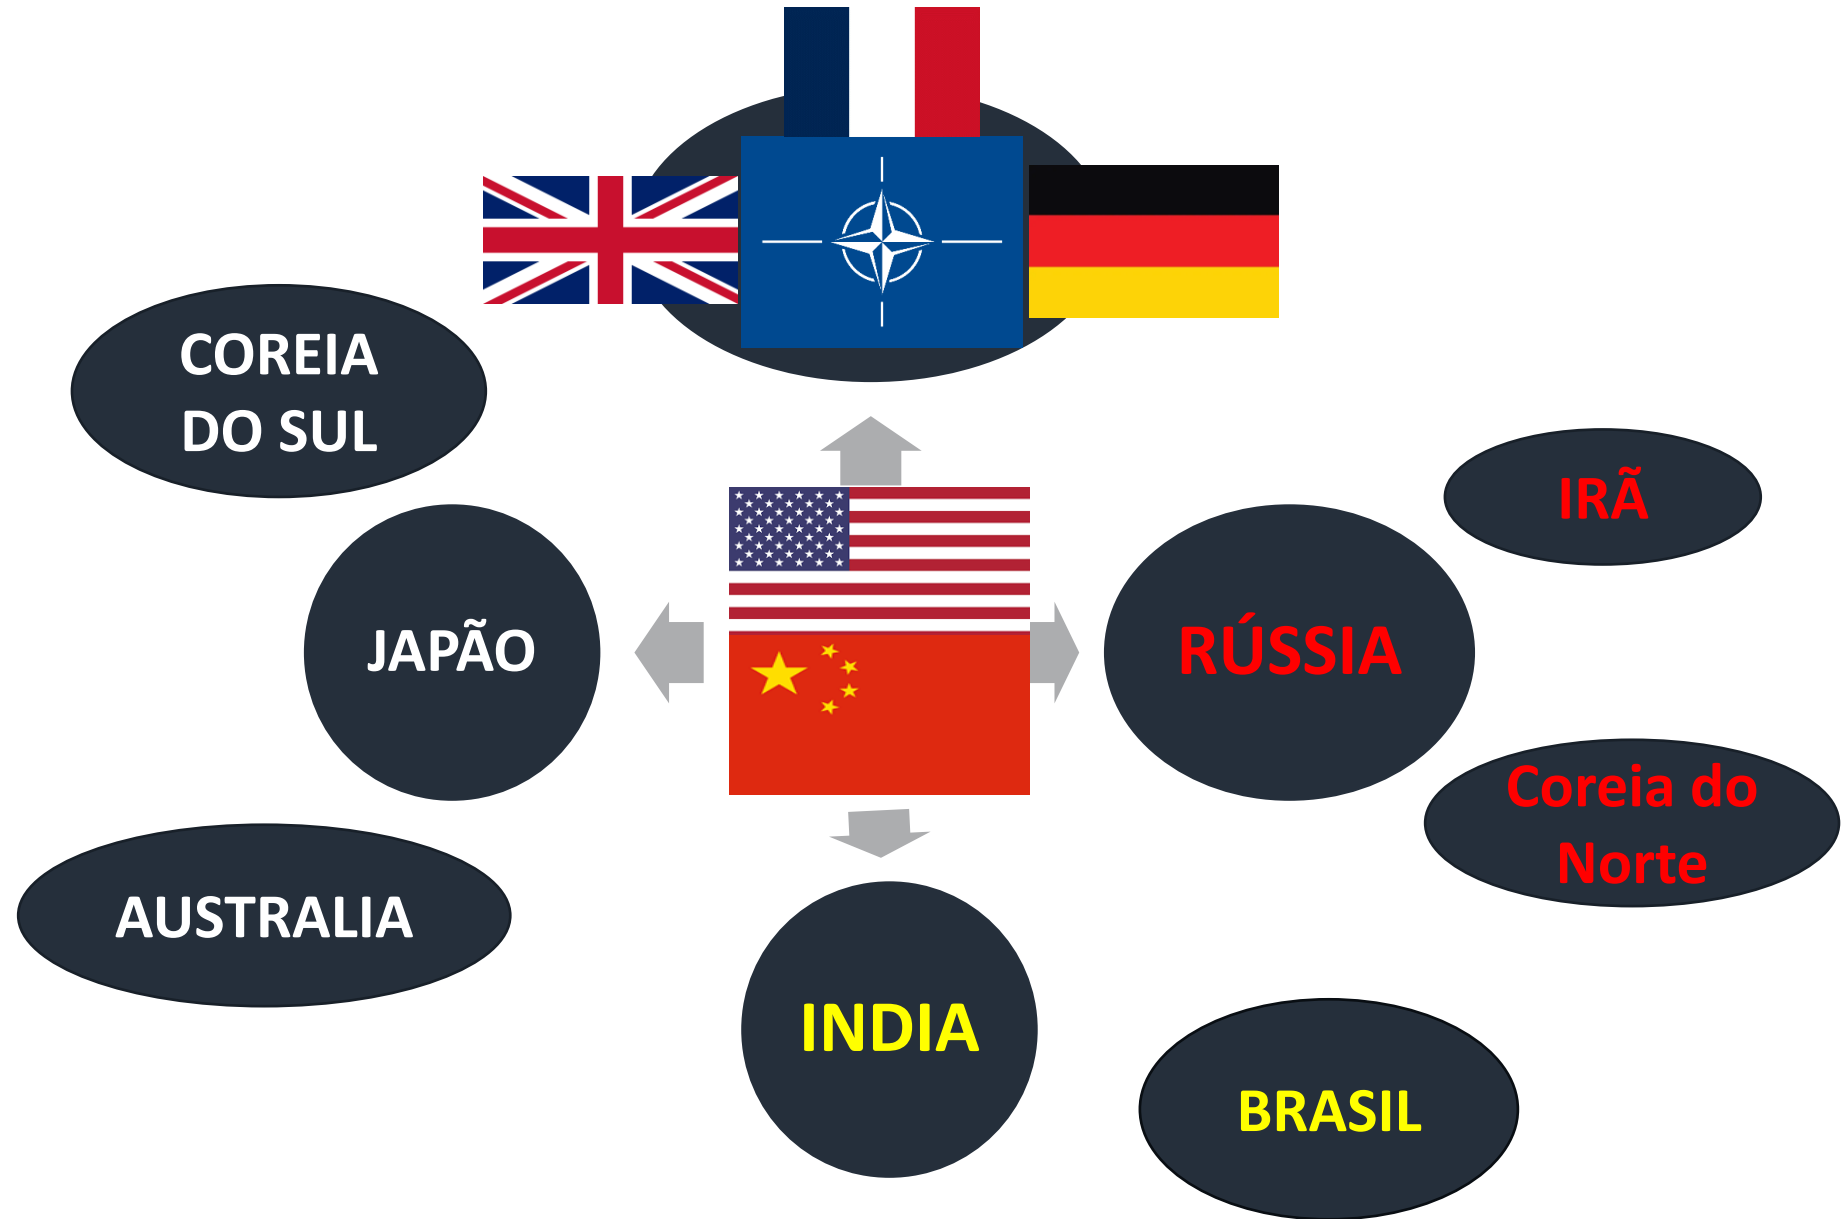 COREIA
DO SUL
IRÃ
JAPÃO
RÚSSIA
Coreia do
Norte
AUSTRALIA
INDIA
BRASIL